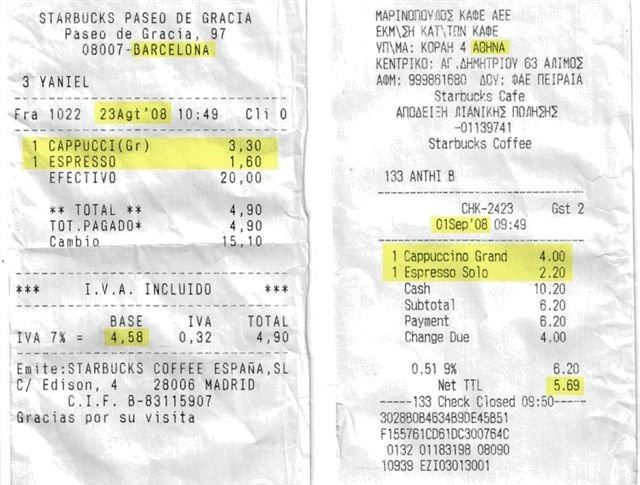 STARBUCKS PASEO DE GRACIA
Paseo de Gracia, 97
08007-BARCELONA
3 YANIEL
Fra 1022 23Agt'08 10:49 Cli 0
1 CAPPUCCI(Gr) 3,30
1 ESPRESSO 1,60
EFECTIVO 20,00
** TOTAL ** 4,90
TOT.PAGADO* 4,90
Cambio 15,10
*** I.V.A. INCLUIDO ***
BASE IVA TOTAL
IVA 7% = 4,58 0,32 4,90
Emite:STARBUCKS COFFEE ESPAÑA,SL
C/ Edison, 4 28006 MADRID
C.I.F. B-83115907
Gracias por su visita
ΜΑΡΙΝΟΠΟΥΛΟΣ ΚΑΦΕ ΑΕΕ
ΕΚΜ\ΣΗ ΚΑΤ\ΤΩΝ ΚΑΦΕ
ΥΠ\ΜΑ: ΚΟΡΑΗ 4 ΑΘΗΝΑ
ΚΕΝΤΡΙΚΟ: ΑΓ.ΔΗΜΗΤΡΙΟΥ 63 ΑΛΙΜΟΣ
ΑΦΜ: 999861680 ΔΟΥ: ΦΑΕ ΠΕΙΡΑΙΑ
Starbucks Cafe
ΑΠΟΔΕΙΞΗ ΛΙΑΝΙΚΗΣ ΠΩΛΗΣΗΣ
-01139741
Starbucks Coffee
133 ANTHI B
CHK-2423 Gst 2
01Sep'08 09:49
1 Cappuccino Grand 4.00
1 Espresso Solo 2.20
Cash 10.20
Subtotal 6.20
Payment 6.20
Change Due 4.00
0.51 9% 6.20
Net TTL 5.69
-----133 Check Closed 09:50-----
3028B0B4634B9DE45B51
F155761CD61DC300764C
0132 01183198 08090
10939 EZI03013001